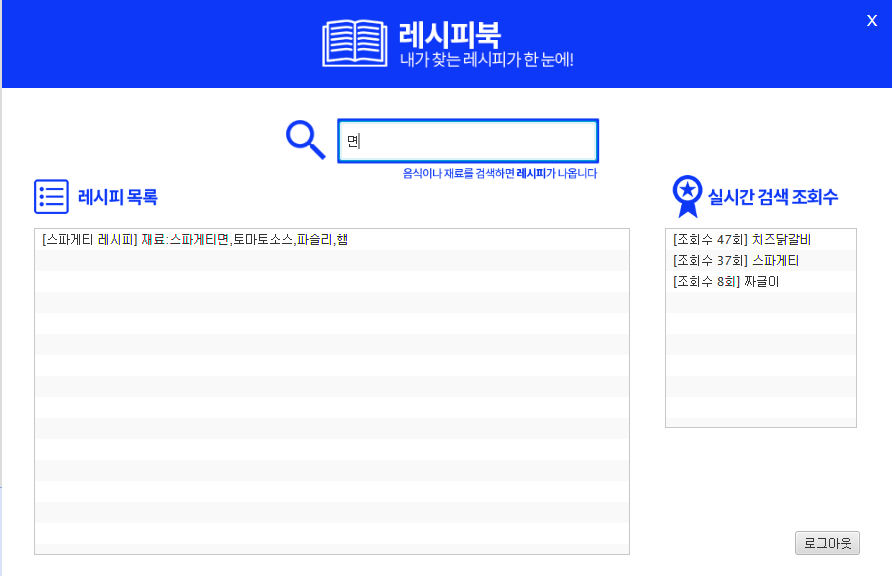 레시피북
X
내가 찾는 레시피가 한 눈에!
면
음식이나 재료를 검색하면 레시피가 나옵니다
레시피 목록
[스파게티 레시피] 재료:스파게티면,토마토소스,파슬리,햄
실시간 검색 조회수
[조회수 47회] 치즈닭갈비
[조회수 37회] 스파게티
[조회수 8회] 짜글이
로그아웃